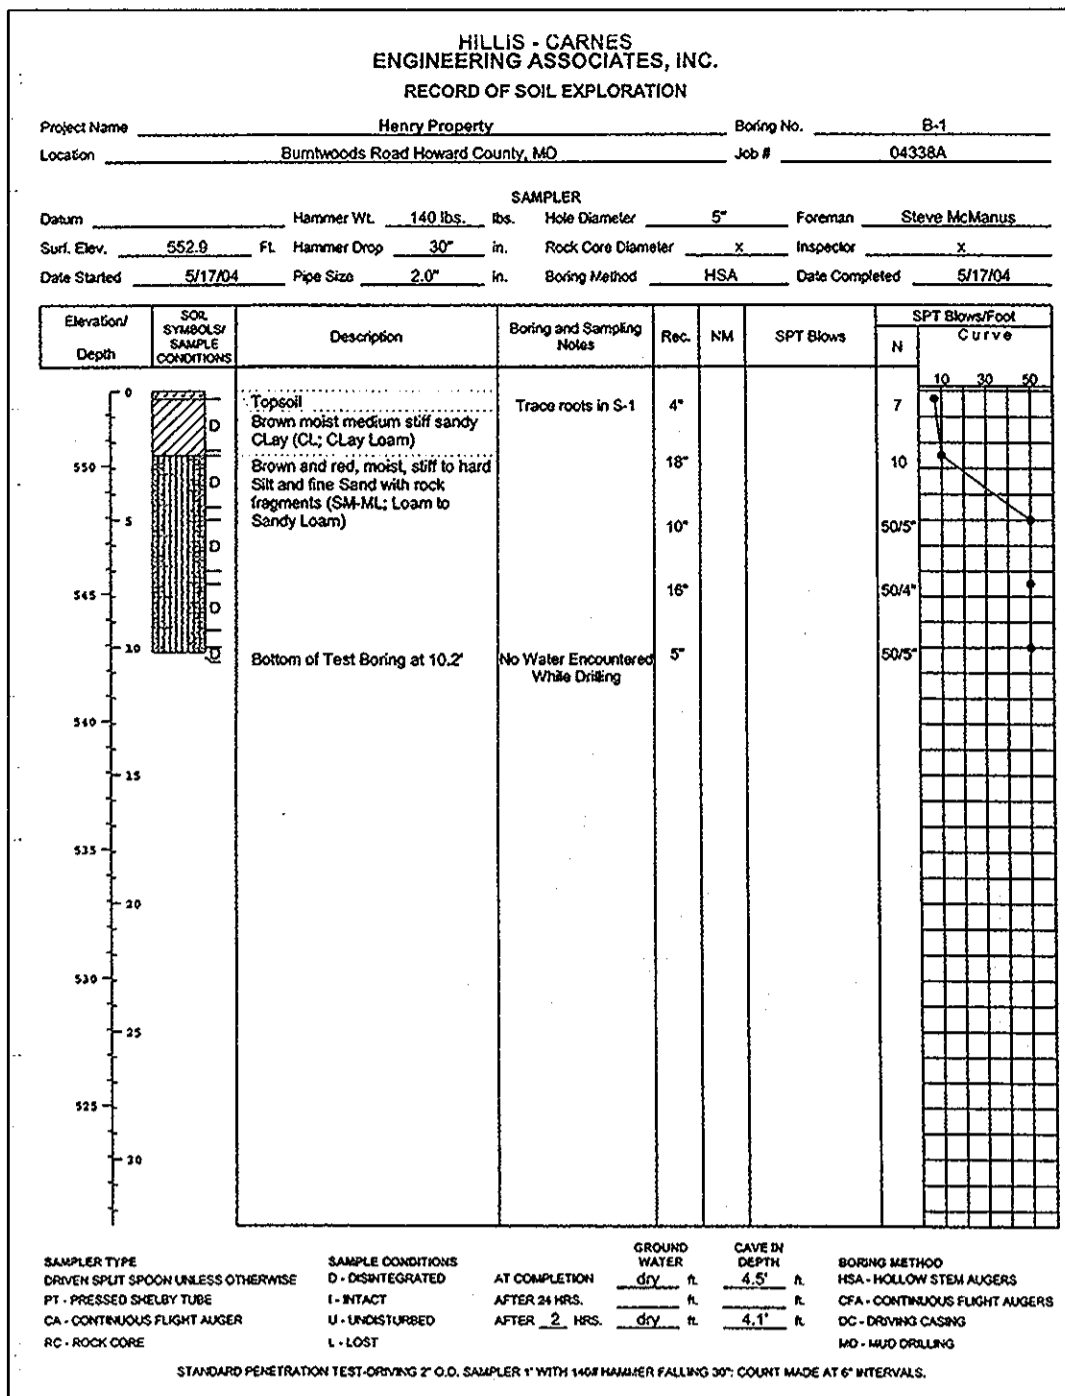 HILLIS - CARNES
ENGINEERING ASSOCIATES, INC.
RECORD OF SOIL EXPLORATION
Project Name Henry Property Boring No. B-1
Location Burntwoods Road Howard County, MO Job # 04338A
SAMPLER
Datum Hammer Wt. 140 lbs. lbs. Hole Diameter 5" Foreman Steve McManus
Surf. Elev. 552.9 Ft. Hammer Drop 30" in. Rock Core Diameter x Inspector x
Date Started 5/17/04 Pipe Size 2.0" in. Boring Method HSA Date Completed 5/17/04
Elevation/ Depth SOIL SYMBOLS/ SAMPLE CONDITIONS Description Boring and Sampling Notes Rec. NM SPT Blows SPT Blows/Foot
N Curve
10 30 50
0 Topsoil Trace roots in S-1 4" 7
D Brown moist medium stiff sandy
CLay (CL; CLay Loam)
550 Brown and red, moist, stiff to hard 18" 10
D Silt and fine Sand with rock
fragments (SM-ML; Loam to
5 Sandy Loam) 10" 50/5"
D
545 16" 50/4"
D
10 D Bottom of Test Boring at 10.2' No Water Encountered 5" 50/5"
While Drilling
540
15
535
20
530
25
525
30
GROUND WATER CAVE IN DEPTH
SAMPLER TYPE SAMPLE CONDITIONS BORING METHOD
DRIVEN SPLIT SPOON UNLESS OTHERWISE D - DISINTEGRATED AT COMPLETION dry ft. 4.5' ft. HSA - HOLLOW STEM AUGERS
PT - PRESSED SHELBY TUBE I - INTACT AFTER 24 HRS. ft. ft. CFA - CONTINUOUS FLIGHT AUGERS
CA - CONTINUOUS FLIGHT AUGER U - UNDISTURBED AFTER 2 HRS. dry ft. 4.1' ft. DC - DRIVING CASING
RC - ROCK CORE L - LOST MD - MUD DRILLING
STANDARD PENETRATION TEST-DRIVING 2" O.D. SAMPLER 1' WITH 140# HAMMER FALLING 30"; COUNT MADE AT 6" INTERVALS.